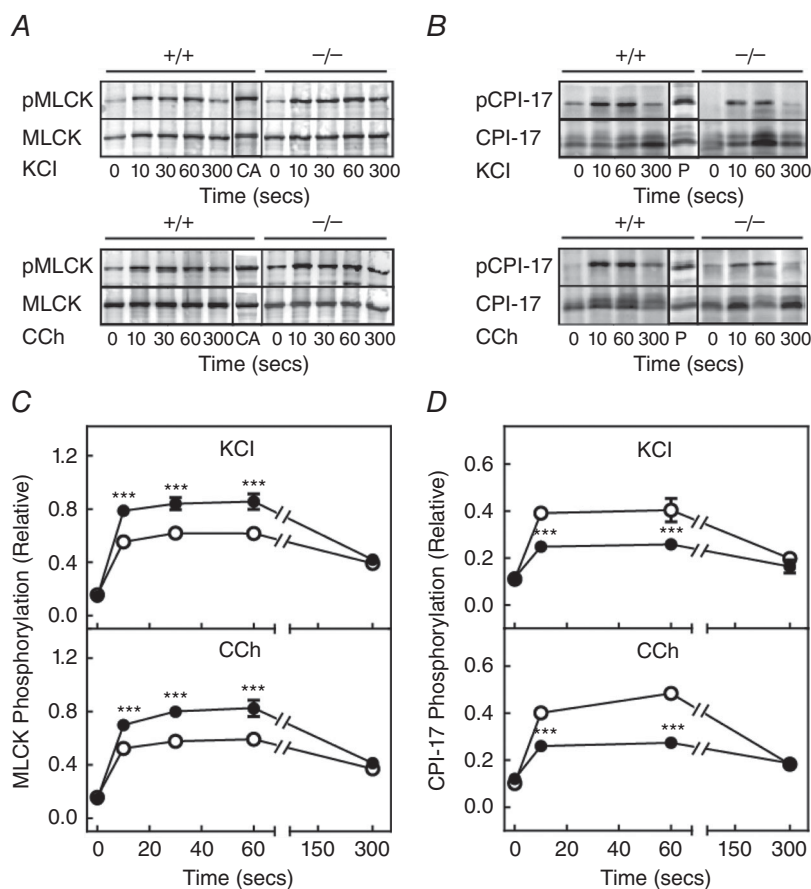 A
+/+ −/−
pMLCK
MLCK
KCl 0 10 30 60 300 CA 0 10 30 60 300
Time (secs)
+/+ −/−
pMLCK
MLCK
CCh 0 10 30 60 300 CA 0 10 30 60 300
Time (secs)
B
+/+ −/−
pCPI-17
CPI-17
KCl 0 10 60 300 P 0 10 60 300
Time (secs)
+/+ −/−
pCPI-17
CPI-17
CCh 0 10 60 300 P 0 10 60 300
Time (secs)
C
MLCK Phosphorylation (Relative)
KCl
1.2
0.8
0.4
0.0
*** *** ***
CCh
1.2
0.8
0.4
0.0
*** *** ***
0 20 40 60 150 300
Time (secs)
D
CPI-17 Phosphorylation (Relative)
KCl
0.6
0.4
0.2
0.0
*** ***
CCh
0.6
0.4
0.2
0.0
*** ***
0 20 40 60 150 300
Time (secs)